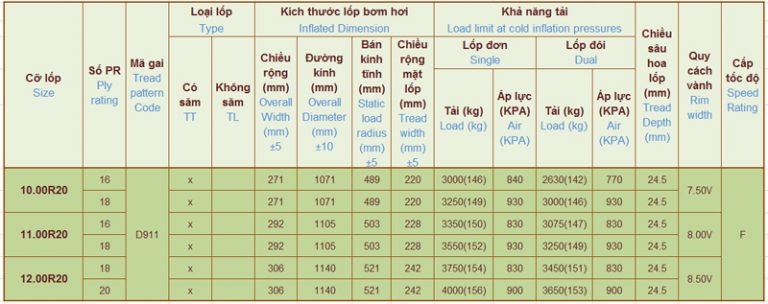 Cỡ lốp
Size
Số PR
Ply
rating
Mã gai
Tread
pattern
Code
Loại lốp
Type
Có
săm
TT
Không
săm
TL
Kích thước lốp bơm hơi
Inflated Dimension
Chiều
rộng
(mm)
Overall
Width
(mm)
±5
Đường
kính
(mm)
Overall
Diameter
(mm)
±10
Bán
kính
tĩnh
(mm)
Static
load
radius
(mm)
±5
Chiều
rộng
mặt
lốp
(mm)
Tread
width
(mm)
±5
Khả năng tải
Load limit at cold inflation pressures
Lốp đơn
Single
Lốp đôi
Dual
Tải (kg)
Load (kg)
Áp lực
(KPA)
Air
(KPA)
Tải (kg)
Load (kg)
Áp lực
(KPA)
Air
(KPA)
Chiều
sâu
hoa
lốp
(mm)
Tread
Depth
(mm)
Quy
cách
vành
Rim
width
Cấp
tốc độ
Speed
Rating
10.00R20
16 x 271 1071 489 220 3000(146) 840 2630(142) 770 24.5
18 x 271 1071 489 220 3250(149) 930 3000(146) 930 24.5
7.50V
11.00R20
16 x 292 1105 503 228 3350(150) 830 3075(147) 830 24.5
18 x 292 1105 503 228 3550(152) 930 3250(149) 930 24.5
8.00V
D911
F
12.00R20
18 x 306 1140 521 242 3750(154) 830 3450(151) 830 24.5
20 x 306 1140 521 242 4000(156) 900 3650(153) 900 24.5
8.50V